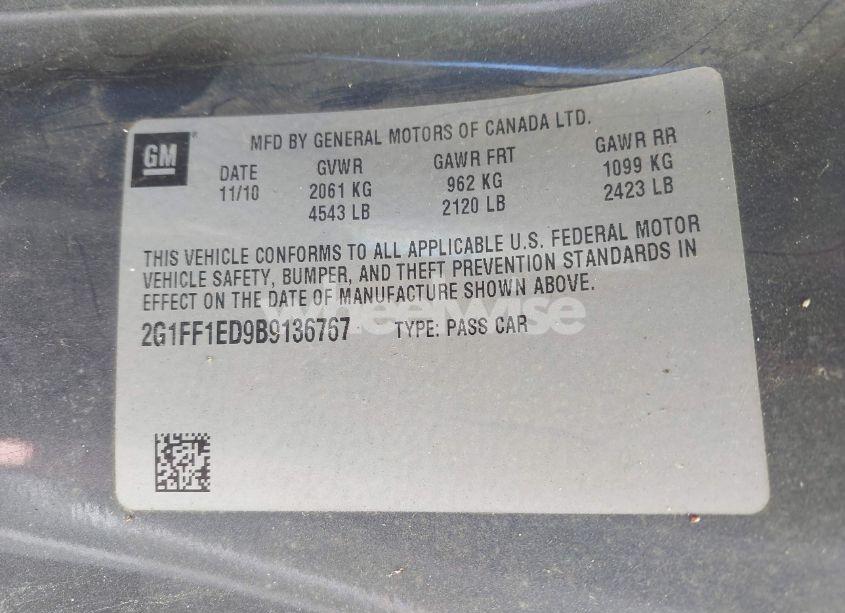 GM
MFD BY GENERAL MOTORS OF CANADA LTD.
DATE GVWR GAWR FRT GAWR RR
11/10 2061 KG 962 KG 1099 KG
4543 LB 2120 LB 2423 LB
THIS VEHICLE CONFORMS TO ALL APPLICABLE U.S. FEDERAL MOTOR
VEHICLE SAFETY, BUMPER, AND THEFT PREVENTION STANDARDS IN
EFFECT ON THE DATE OF MANUFACTURE SHOWN ABOVE.
wheelwise
2G1FF1ED9B9136767 TYPE: PASS CAR